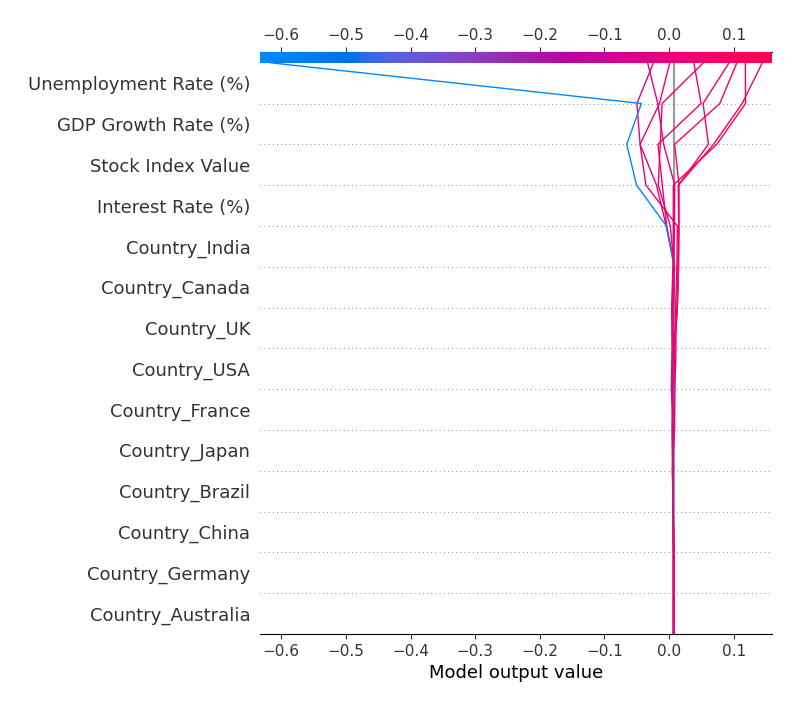 −0.6 −0.5 −0.4 −0.3 −0.2 −0.1 0.0 0.1
Unemployment Rate (%)
GDP Growth Rate (%)
Stock Index Value
Interest Rate (%)
Country_India
Country_Canada
Country_UK
Country_USA
Country_France
Country_Japan
Country_Brazil
Country_China
Country_Germany
Country_Australia
−0.6 −0.5 −0.4 −0.3 −0.2 −0.1 0.0 0.1
Model output value